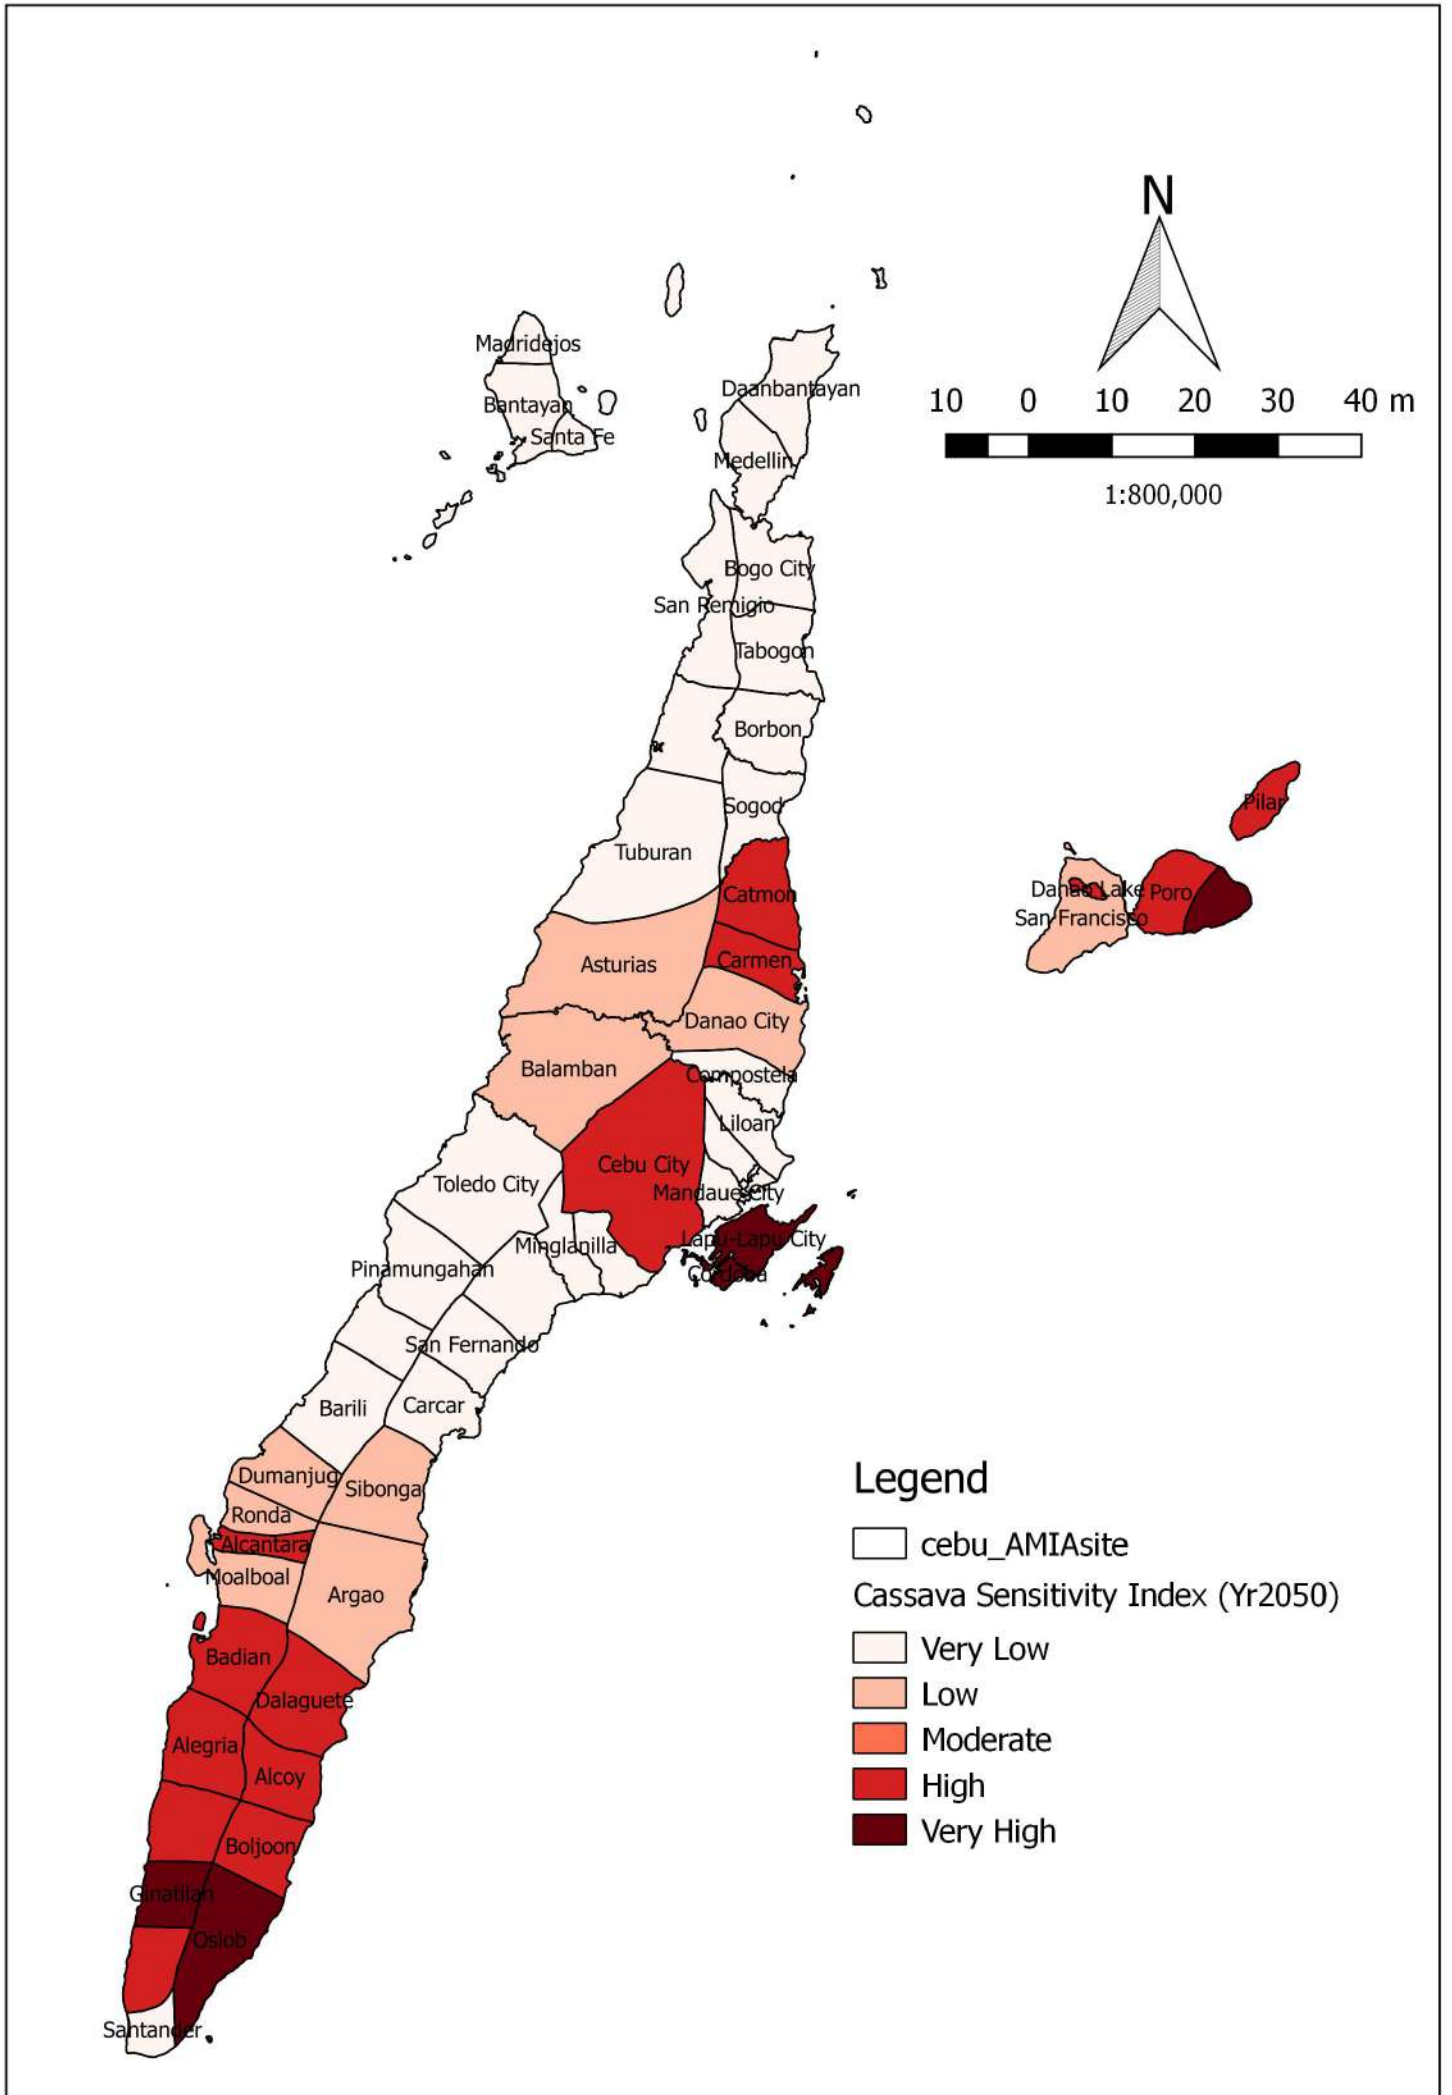 N
10 0 10 20 30 40 m
1:800,000
Madridejos
Bantayan
Santa Fe
Daanbantayan
Medellin
Bogo City
San Remigio
Tabogon
Borbon
Sogod
Tuburan
Catmon
Carmen
Asturias
Danao City
Balamban
Compostela
Liloan
Cebu City
Toledo City
Mandaue City
Lapu-Lapu City
Cordoba
Minglanilla
Pinamungahan
San Fernando
Barili
Carcar
Dumanjug
Sibonga
Ronda
Alcantara
Moalboal
Argao
Badian
Dalaguete
Alegria
Alcoy
Boljoon
Ginatilan
Oslob
Santander
Pilar
Danao Lake
Poro
San Francisco
Legend
cebu_AMIAsite
Cassava Sensitivity Index (Yr2050)
Very Low
Low
Moderate
High
Very High